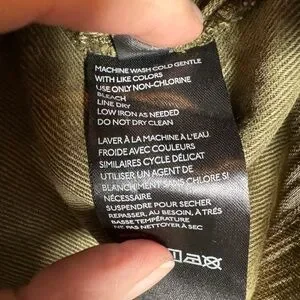 MACHINE WASH COLD GENTLE
WITH LIKE COLORS
USE ONLY NON-CHLORINE
BLEACH
LINE DRY
LOW IRON AS NEEDED
DO NOT DRY CLEAN
LAVER À LA MACHINE À L'EAU
FROIDE AVEC COULEURS
SIMILAIRES CYCLE DÉLICAT
UTILISER UN AGENT DE
BLANCHIMENT SANS CHLORE SI
NÉCESSAIRE
SUSPENDRE POUR SECHER
REPASSER, AU BESOIN, À TRÈS
BASSE TEMPÉRATURE
NE PAS NETTOYER À SEC